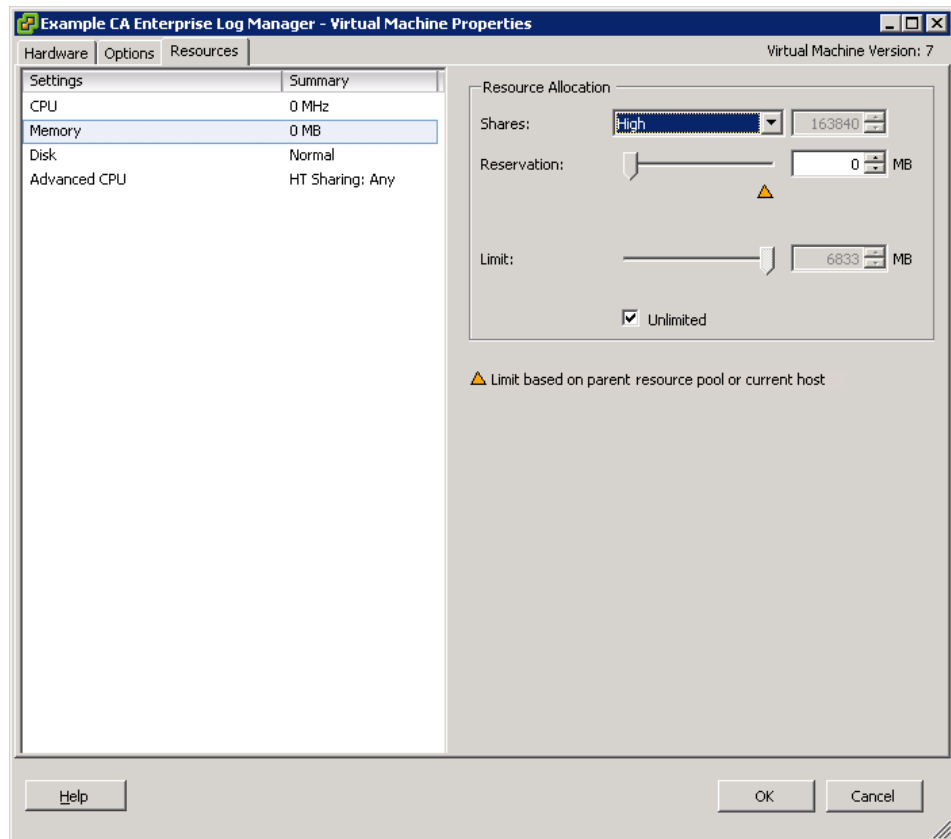 Example CA Enterprise Log Manager - Virtual Machine Properties
Hardware Options Resources Virtual Machine Version: 7
Settings Summary
CPU 0 MHz
Memory 0 MB
Disk Normal
Advanced CPU HT Sharing: Any
Resource Allocation
Shares: High 163840
Reservation: 0 MB
Limit: 6833 MB
Unlimited
Limit based on parent resource pool or current host
Help OK Cancel